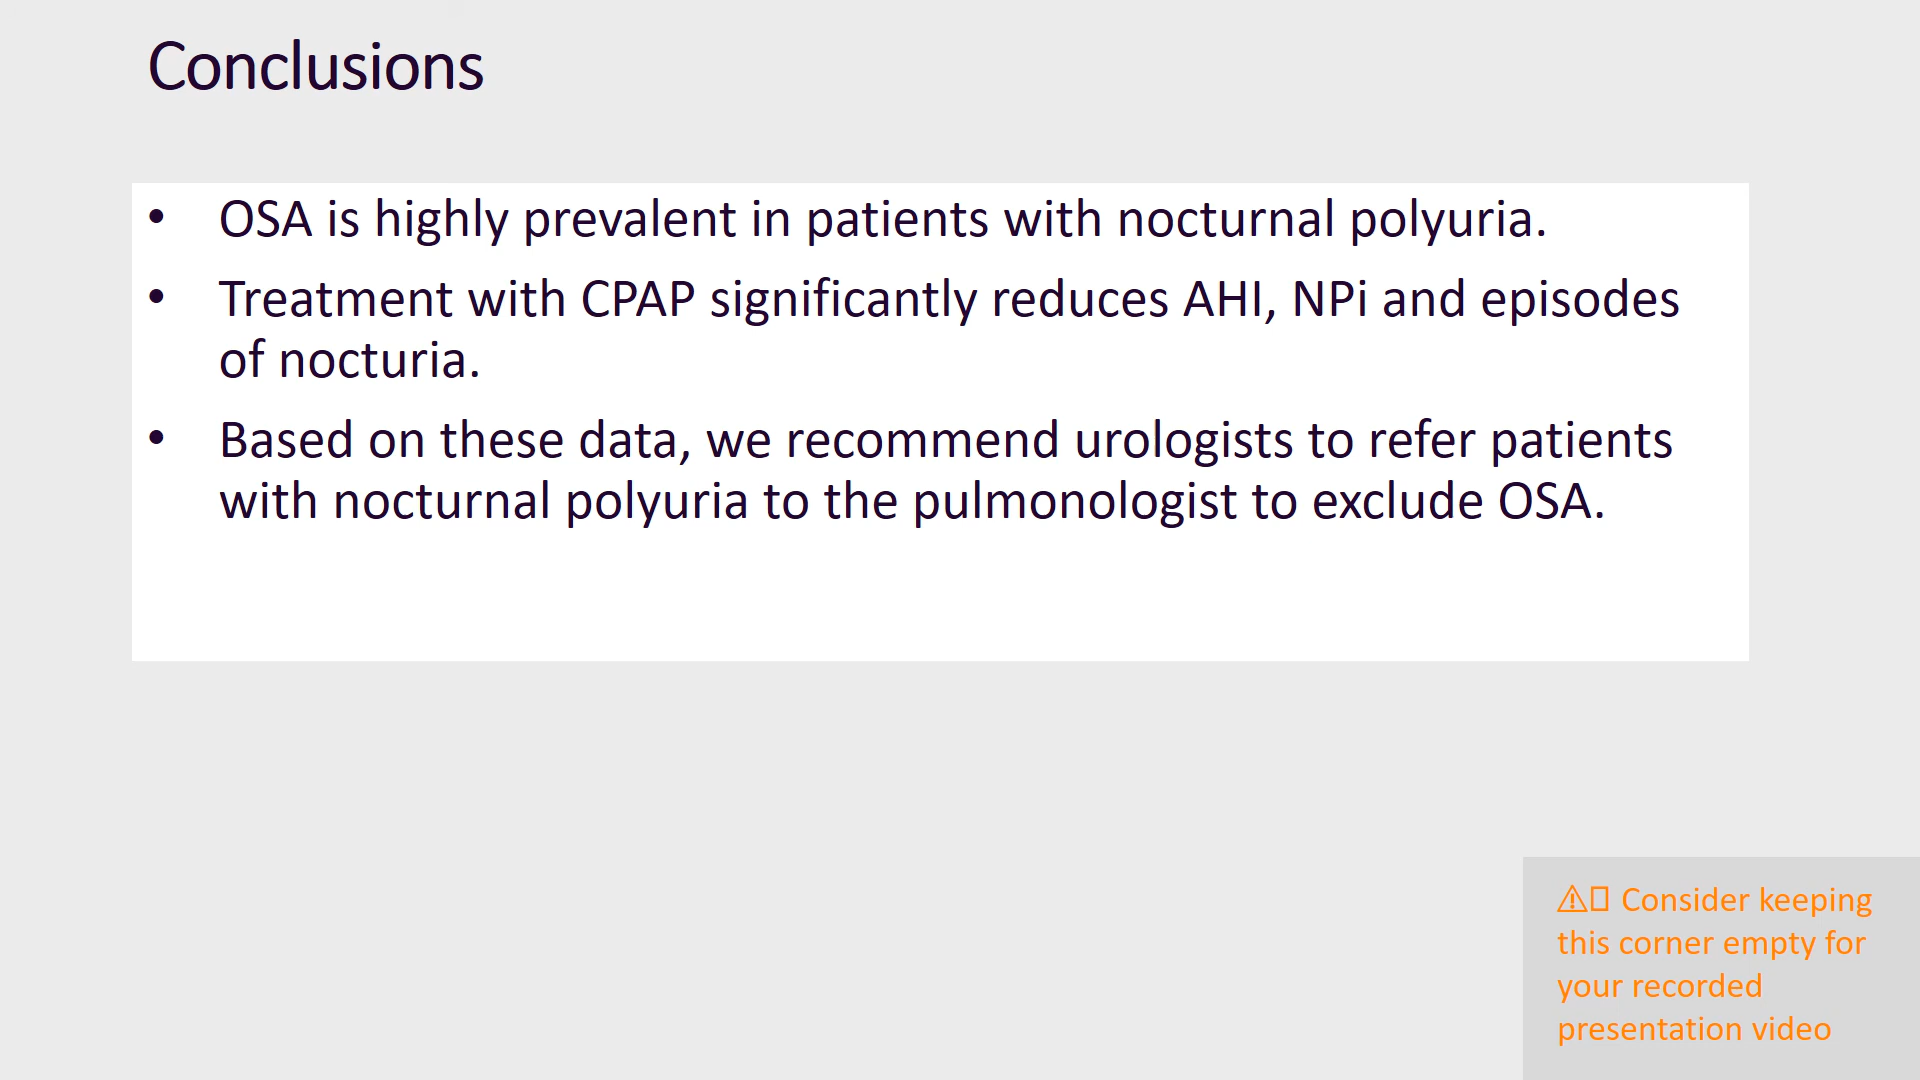 Conclusions
• OSA is highly prevalent in patients with nocturnal polyuria.
• Treatment with CPAP significantly reduces AHI, NPi and episodes
of nocturia.
• Based on these data, we recommend urologists to refer patients
with nocturnal polyuria to the pulmonologist to exclude OSA.
⚠▯ Consider keeping
this corner empty for
your recorded
presentation video